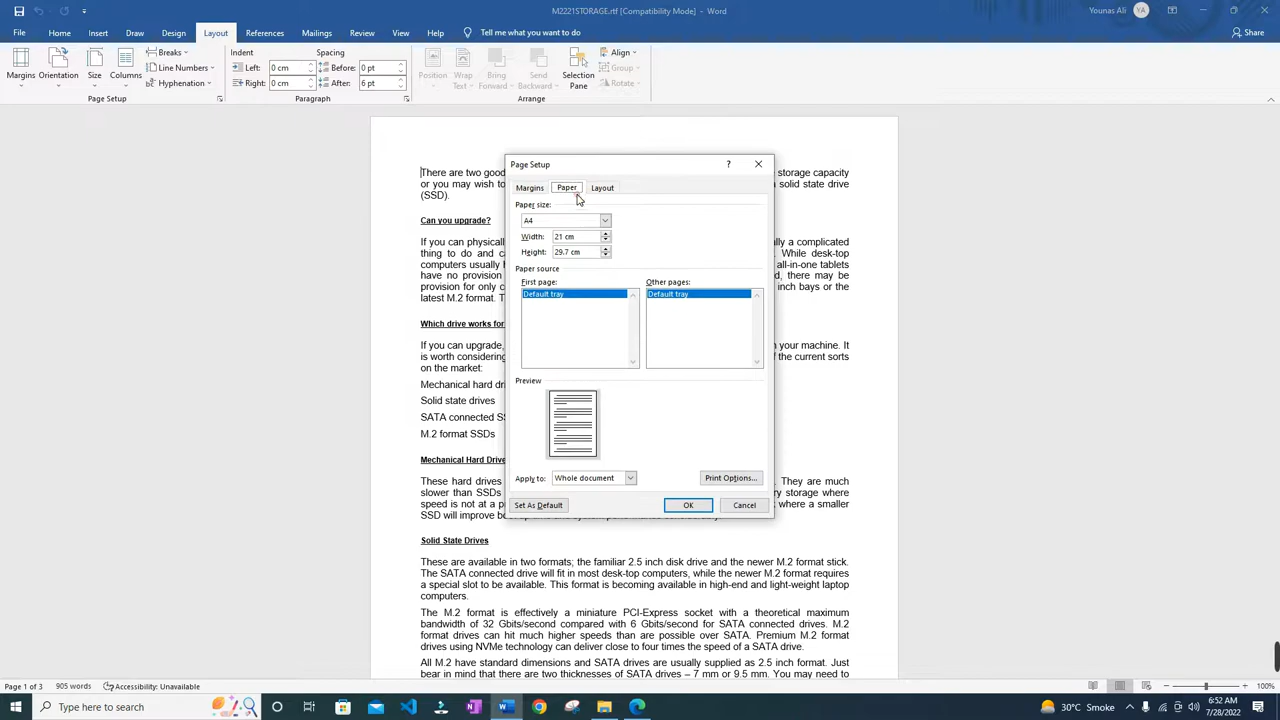 M2221STORAGE.rtf [Compatibility Mode] - Word
Younas Ali YA
File Home Insert Draw Design Layout References Mailings Review View Help Tell me what you want to do Share
Margins Orientation Size Columns Breaks Line Numbers Hyphenation
Indent Spacing
Left: 0 cm Before: 0 pt
Right: 0 cm After: 6 pt
Position Wrap Text Bring Forward Send Backward Selection Pane Align Group Rotate
Page Setup Paragraph Arrange
Page Setup ?
Margins Paper Layout
Paper size:
A4
Width: 21 cm
Height: 29.7 cm
Paper source
First page: Other pages:
Default tray Default tray
Preview
Apply to: Whole document Print Options...
Set As Default OK Cancel
There are two good storage capacity
or you may wish to a solid state drive
(SSD).
Can you upgrade?
If you can physicall ally a complicated
thing to do and ca . While desk-top
computers usually h all-in-one tablets
have no provision d, there may be
provision for only o inch bays or the
latest M.2 format. T
Which drive works for
If you can upgrade, n your machine. It
is worth considering of the current sorts
on the market:
Mechanical hard dri
Solid state drives
SATA connected SS
M.2 format SSDs
Mechanical Hard Drive
These hard drives . They are much
slower than SSDs ry storage where
speed is not at a p where a smaller
SSD will improve
Solid State Drives
These are available in two formats; the familiar 2.5 inch disk drive and the newer M.2 format stick.
The SATA connected drive will fit in most desk-top computers, while the newer M.2 format requires
a special slot to be available. This format is becoming available in high-end and light-weight laptop
computers.
The M.2 format is effectively a miniature PCI-Express socket with a theoretical maximum
bandwidth of 32 Gbits/second compared with 6 Gbits/second for SATA connected drives. M.2
format drives can hit much higher speeds than are possible over SATA. Premium M.2 format
drives using NVMe technology can deliver close to four times the speed of a SATA drive.
All M.2 have standard dimensions and SATA drives are usually supplied as 2.5 inch format. Just
bear in mind that there are two thicknesses of SATA drives – 7 mm or 9.5 mm. You may need to
Page 1 of 3 905 words Accessibility: Unavailable 100%
Type here to search
30°C Smoke
6:52 AM
7/28/2022